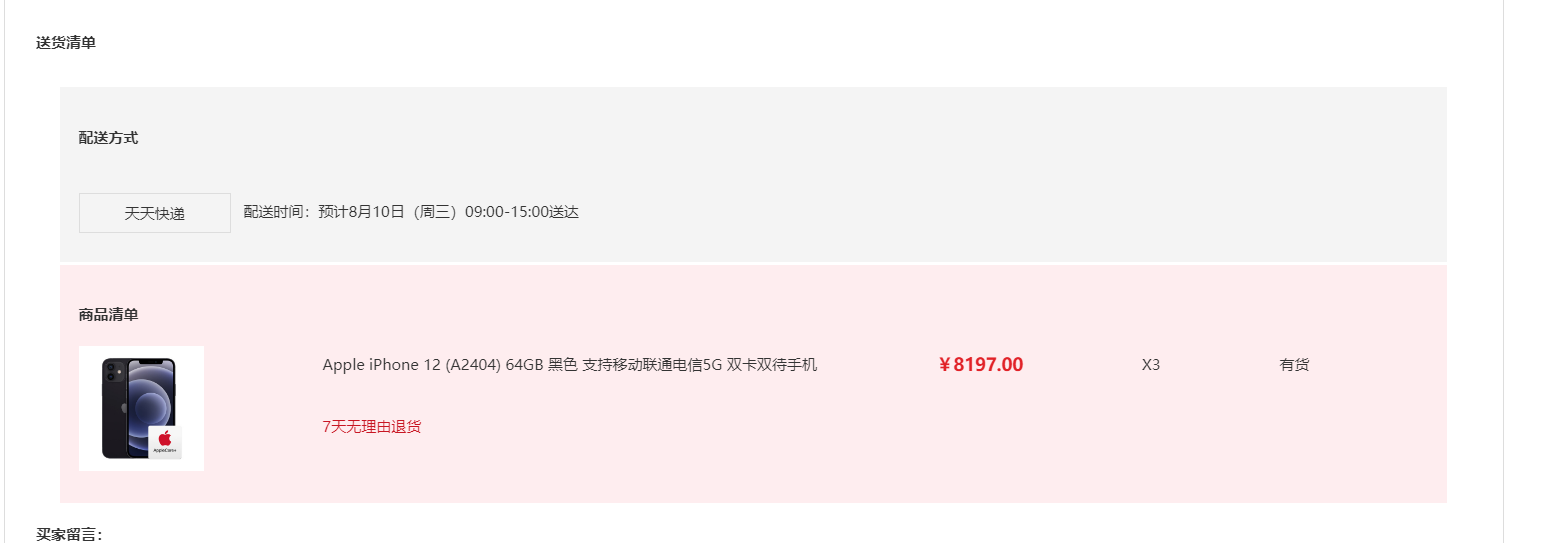 送货清单
配送方式
天天快递 配送时间：预计8月10日（周三）09:00-15:00送达
商品清单
Apple iPhone 12 (A2404) 64GB 黑色 支持移动联通电信5G 双卡双待手机 ￥8197.00 X3 有货
AppleCare+
7天无理由退货
买家留言：